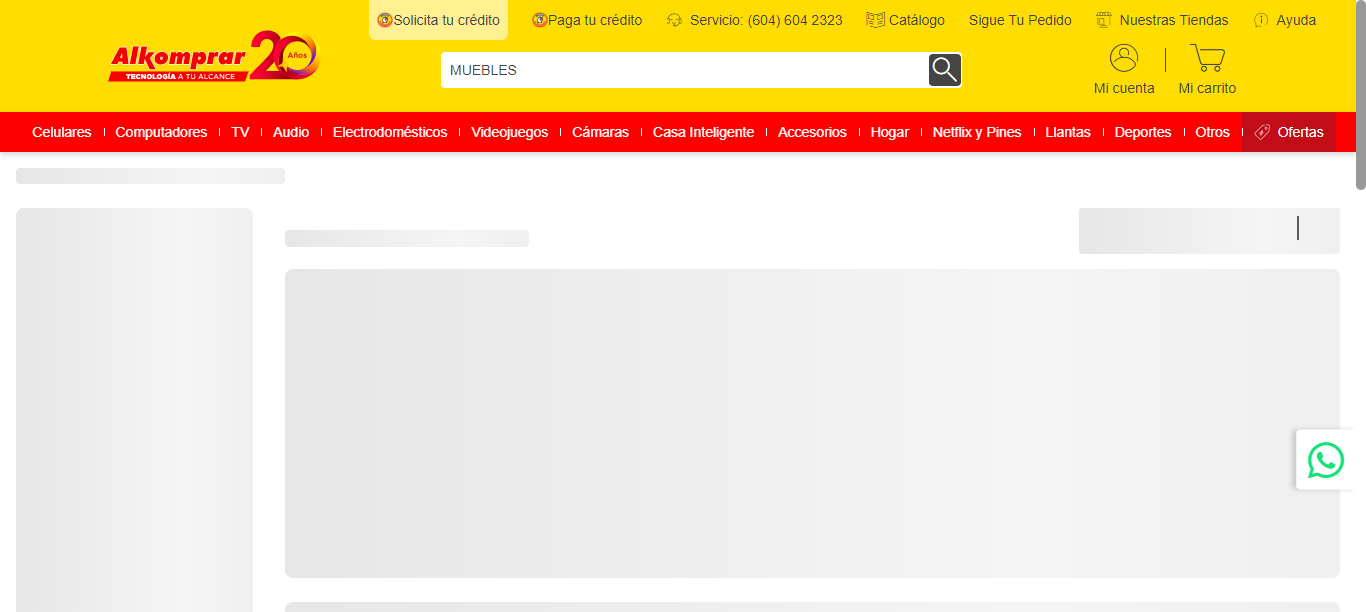 Solicita tu crédito
Paga tu crédito
Servicio: (604) 604 2323
Catálogo
Sigue Tu Pedido
Nuestras Tiendas
Ayuda
Alkomprar 20 Años
TECNOLOGÍA A TU ALCANCE
MUEBLES
Mi cuenta
Mi carrito
Celulares
Computadores
TV
Audio
Electrodomésticos
Videojuegos
Cámaras
Casa Inteligente
Accesorios
Hogar
Netflix y Pines
Llantas
Deportes
Otros
Ofertas